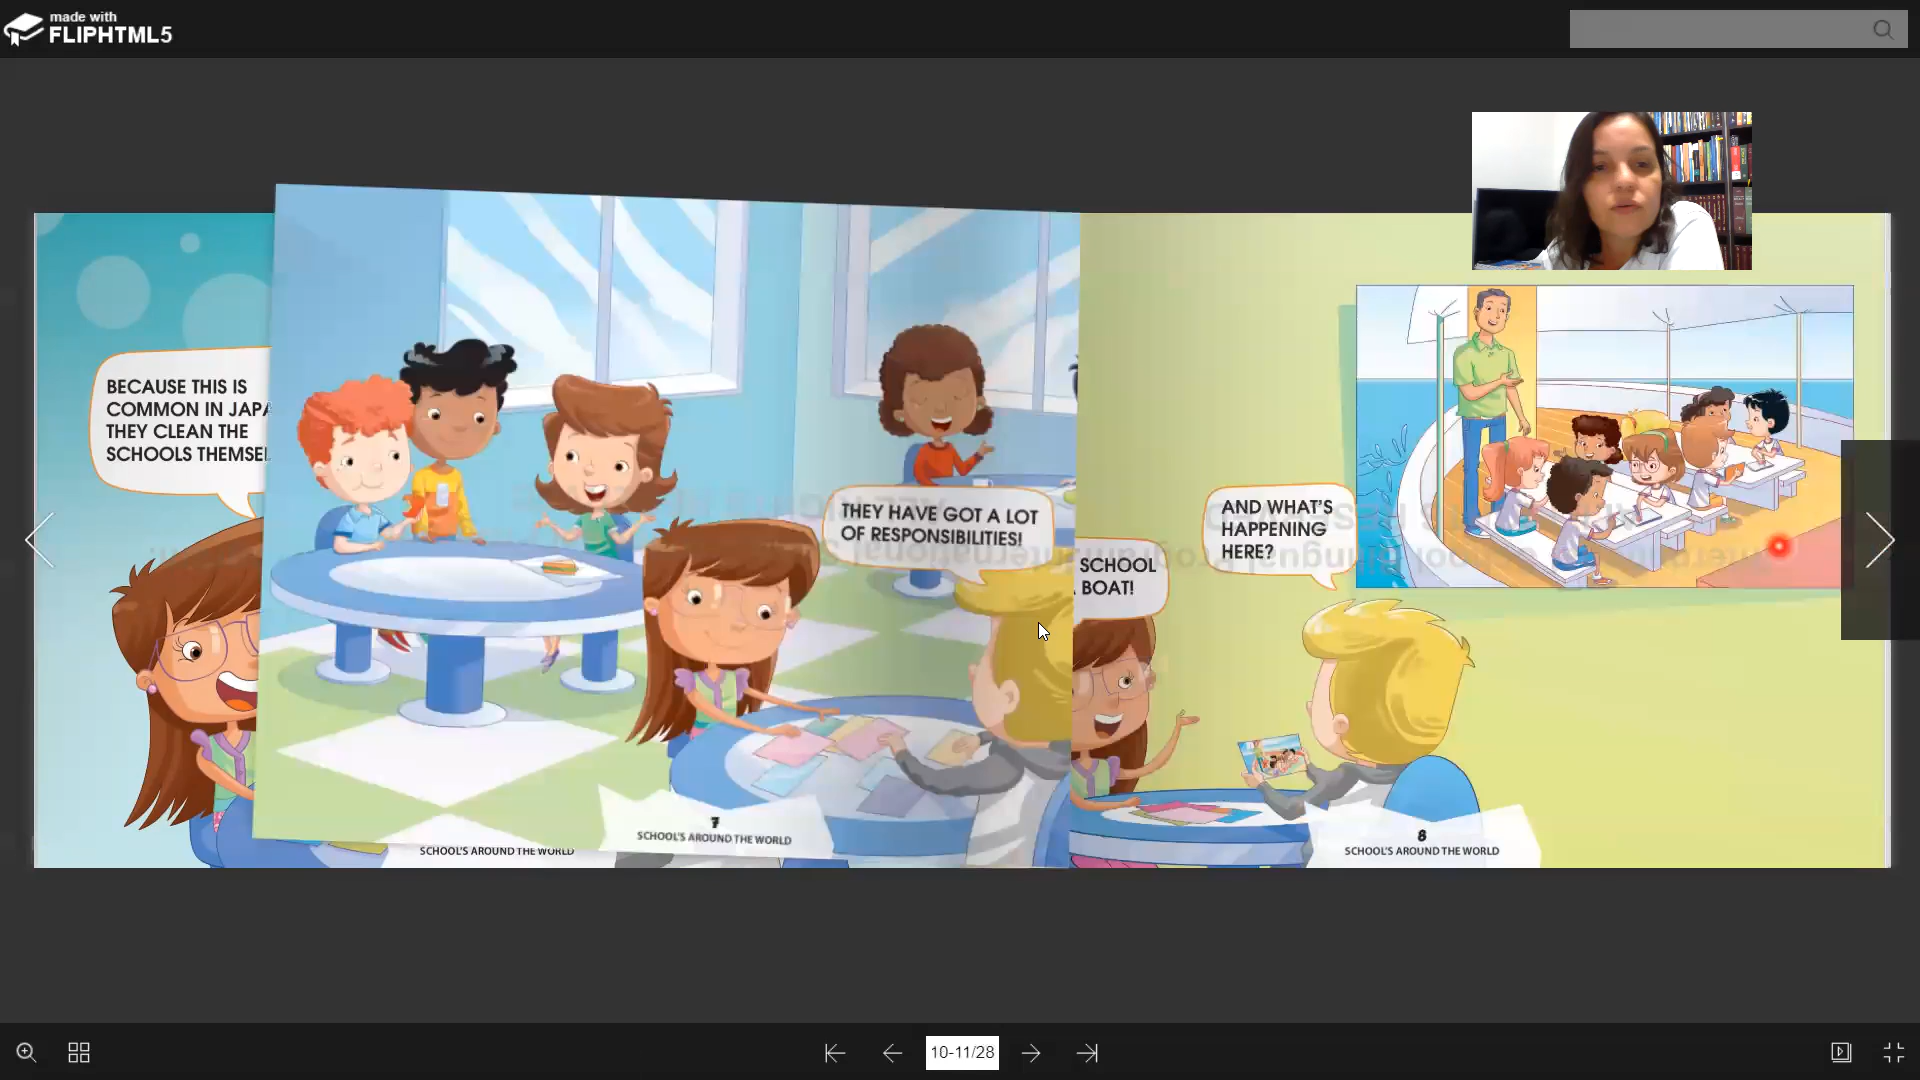 made with
FLIPHTML5
BECAUSE THIS IS
COMMON IN
THEY CLEAN THE
SCHOOLS
THEY HAVE GOT A LOT
OF RESPONSIBILITIES!
SCHOOL
BOAT!
AND WHAT'S
HAPPENING
HERE?
SCHOOL'S AROUND THE WORLD
7
SCHOOL'S AROUND THE WORLD
8
SCHOOL'S AROUND THE WORLD
10-11/28